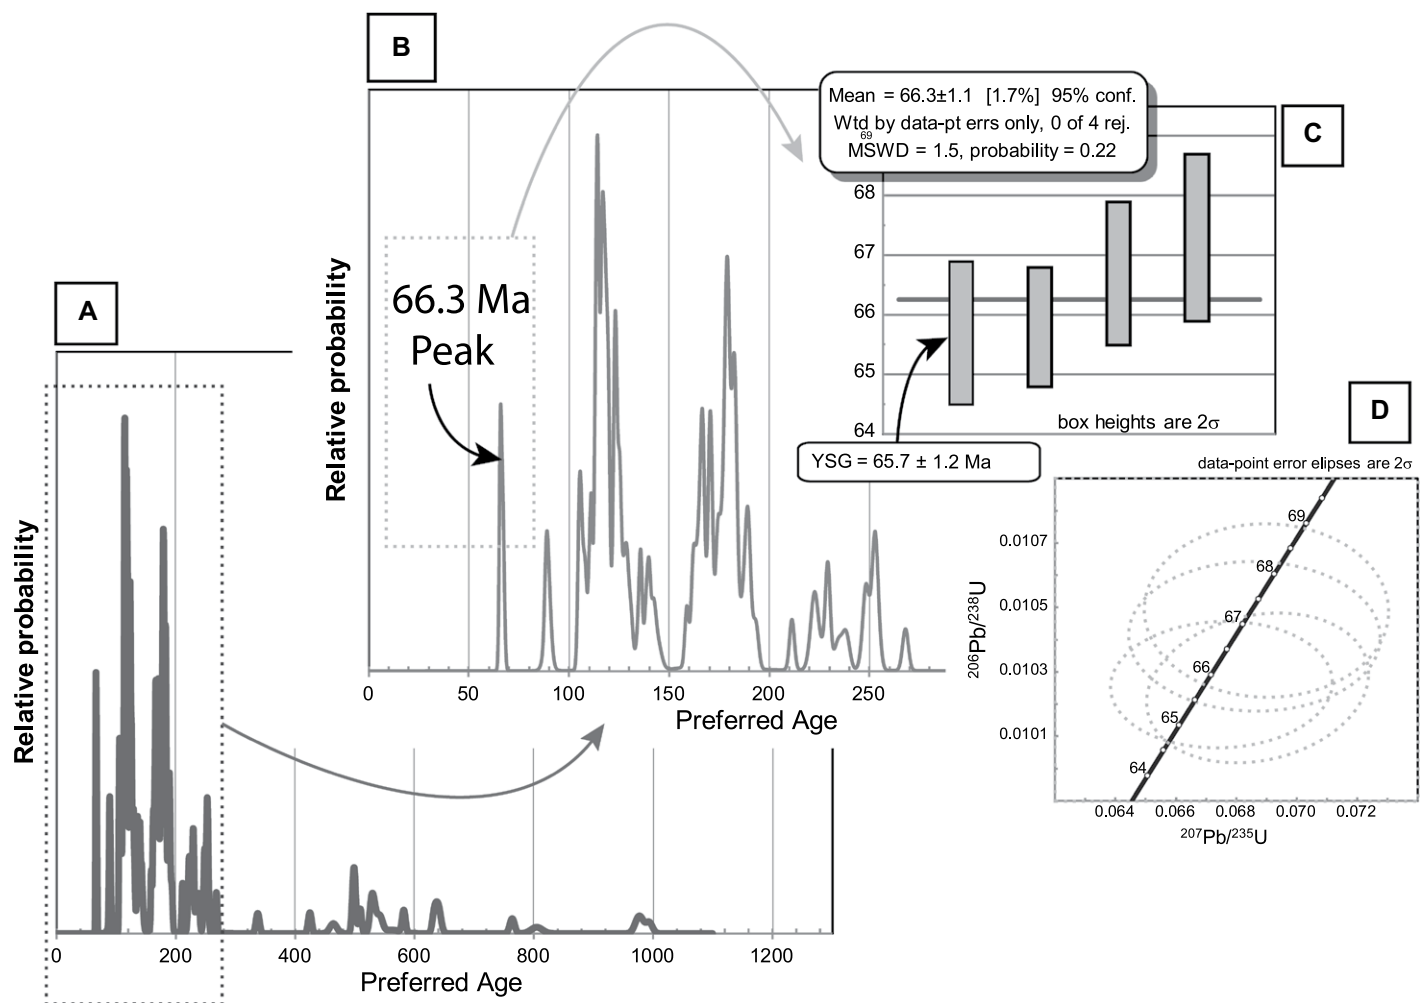 A
Relative probability
0
200
400
600
800
1000
1200
Preferred Age
B
Relative probability
66.3 Ma
Peak
0
50
100
150
200
250
Preferred Age
C
Mean = 66.3±1.1 [1.7%] 95% conf.
Wtd by data-pt errs only, 0 of 4 rej.
69
MSWD = 1.5, probability = 0.22
68
67
66
65
64
box heights are 2σ
YSG = 65.7 ± 1.2 Ma
D
data-point error elipses are 2σ
206Pb/238U
0.0107
0.0105
0.0103
0.0101
69
68
67
66
65
64
0.064
0.066
0.068
0.070
0.072
207Pb/235U